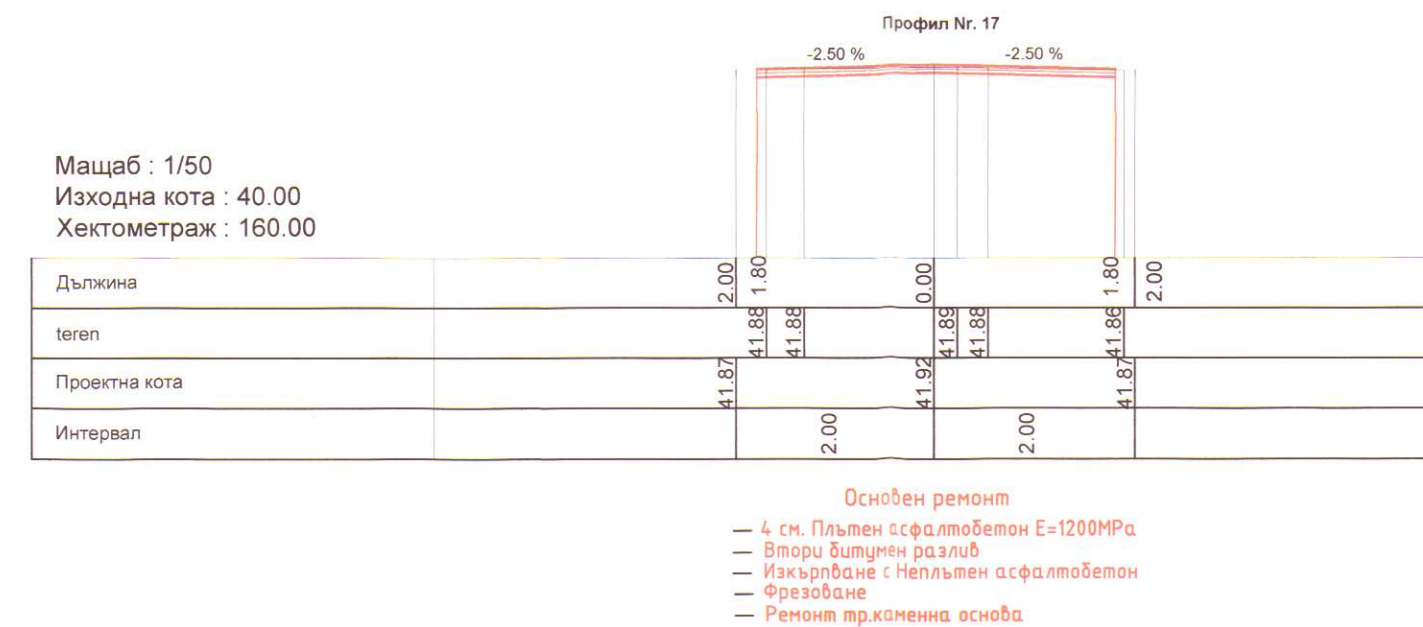 Профил Nr. 17
-2.50 % -2.50 %
Мащаб : 1/50
Изходна кота : 40.00
Хектометраж : 160.00
Дължина 2.00 1.80 0.00 1.80 2.00
teren 41.88 41.88 41.89 41.88 41.86
Проектна кота 41.87 41.92 41.87
Интервал 2.00 2.00
Основен ремонт
— 4 см. Плътен асфалтобетон E=1200MPa
— Втори битумен разлив
— Изкърпване с Неплътен асфалтобетон
— Фрезоване
— Ремонт тр.каменна основа